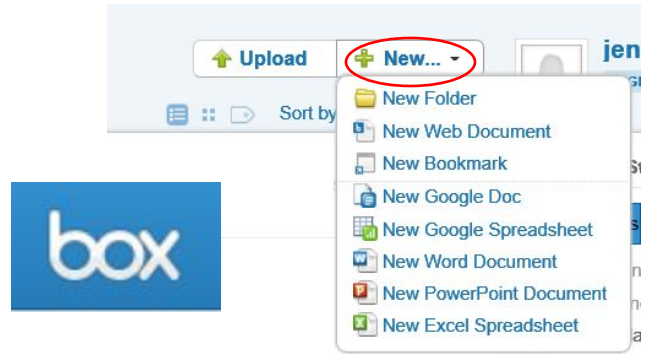 Upload
New...
jen
Sort by
New Folder
New Web Document
New Bookmark
New Google Doc
New Google Spreadsheet
New Word Document
New PowerPoint Document
New Excel Spreadsheet
box